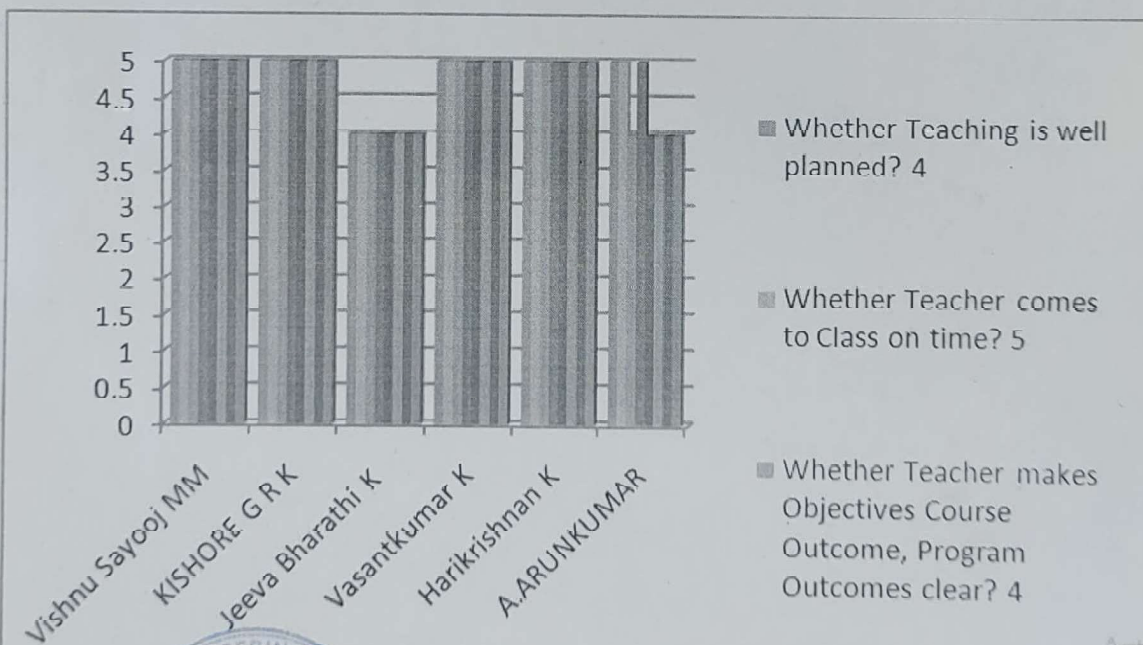 5
4.5
4
3.5
3
2.5
2
1.5
1
0.5
0
Vishnu Sayooj MM
KISHORE G R K
Jeeva Bharathi K
Vasantkumar K
Harikrishnan K
A.ARUNKUMAR
Whether Teaching is well
planned? 4
Whether Teacher comes
to Class on time? 5
Whether Teacher makes
Objectives Course
Outcome, Program
Outcomes clear? 4